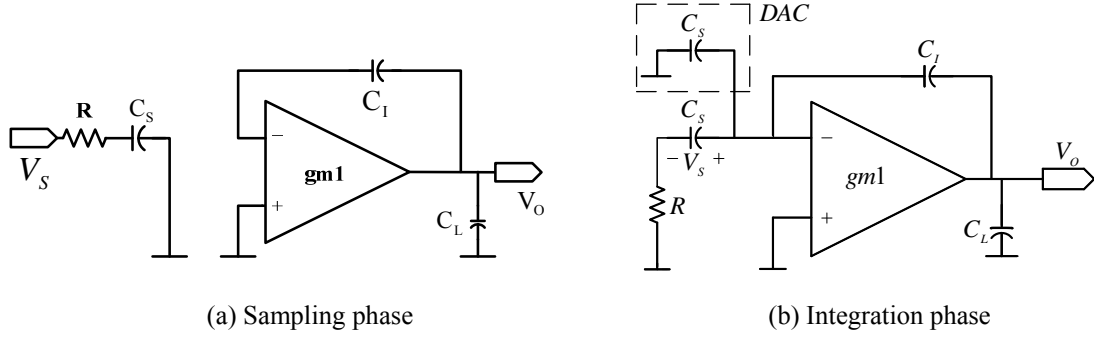 DAC
C_S
C_I
C_I
R
C_S
C_S
−
− V_S +
−
V_S
gm1
V_O
gm1
V_O
R
+
C_L
+
C_L
(a) Sampling phase
(b) Integration phase